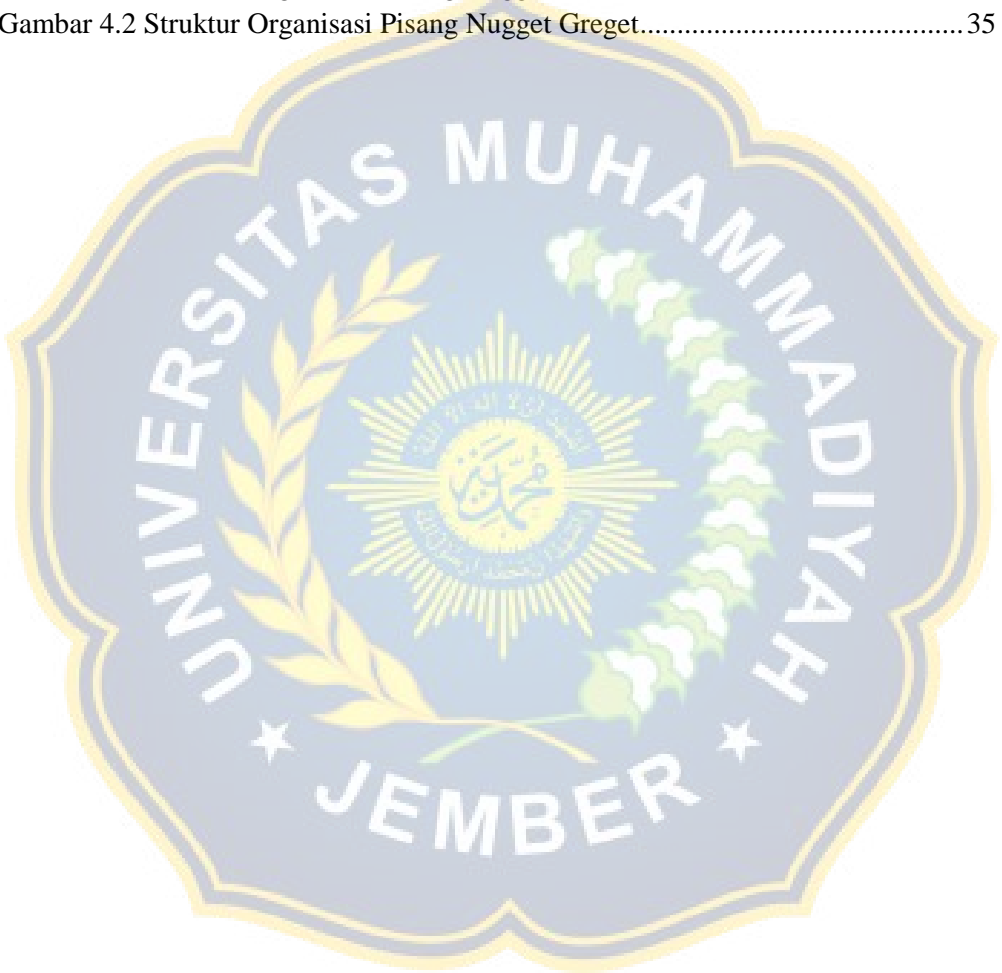 Gambar 4.2 Struktur Organisasi Pisang Nugget Greget...........................................35
UNIVERSITAS MUHAMMADIYAH
JEMBER